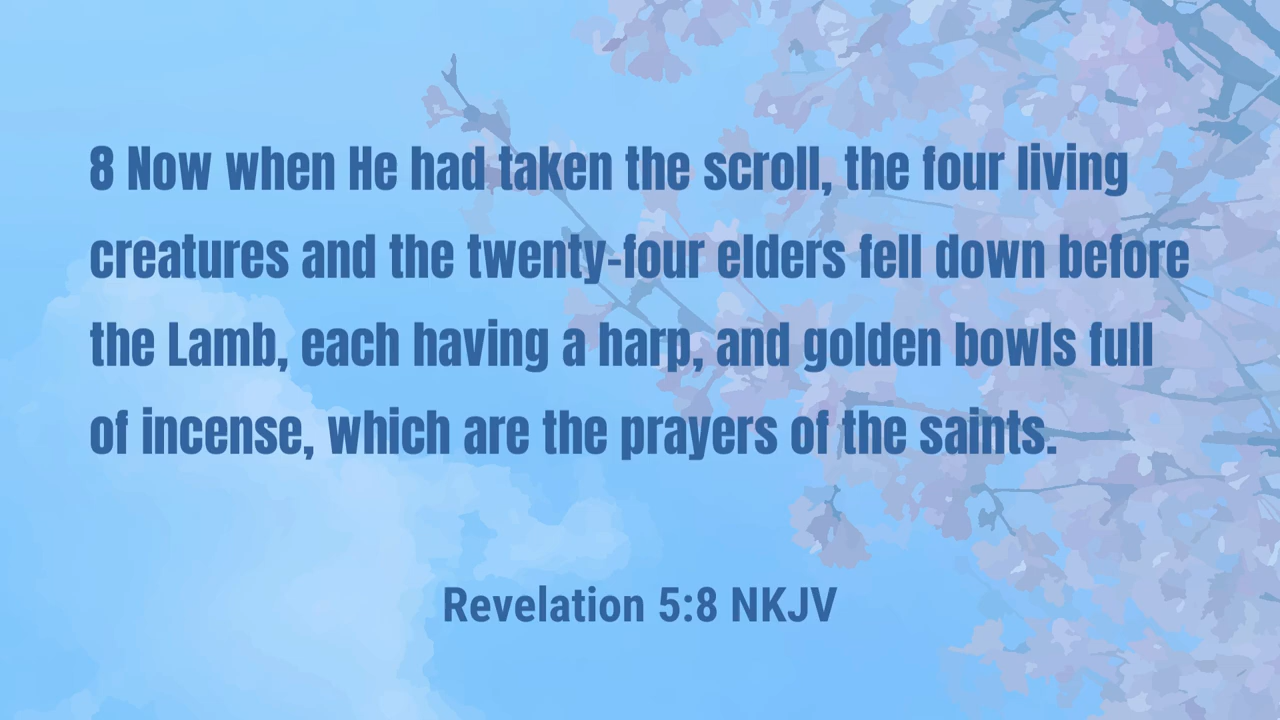 8 Now when He had taken the scroll, the four living
creatures and the twenty-four elders fell down before
the Lamb, each having a harp, and golden bowls full
of incense, which are the prayers of the saints.
Revelation 5:8 NKJV